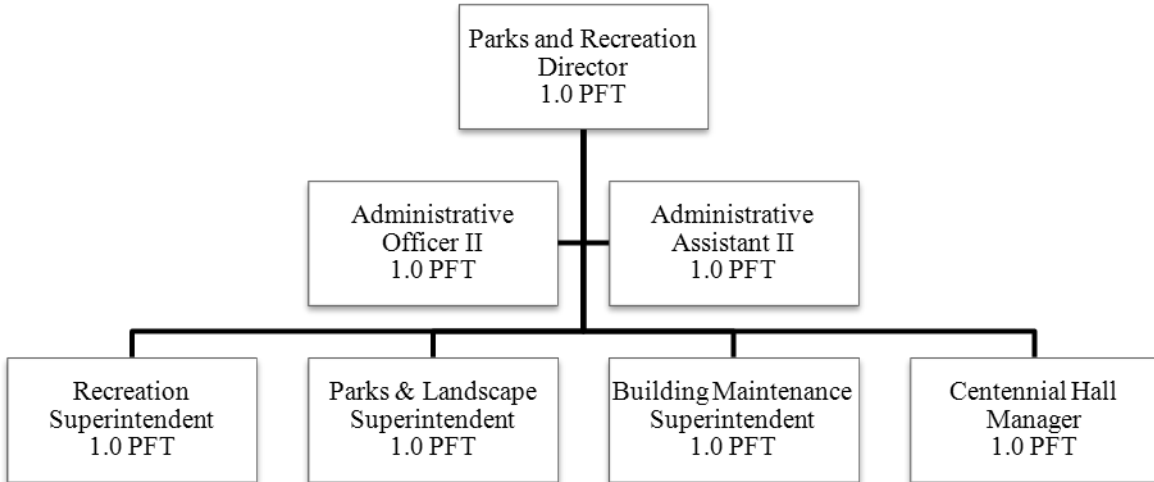 Parks and Recreation
Director
1.0 PFT
Administrative
Officer II
1.0 PFT
Administrative
Assistant II
1.0 PFT
Recreation
Superintendent
1.0 PFT
Parks & Landscape
Superintendent
1.0 PFT
Building Maintenance
Superintendent
1.0 PFT
Centennial Hall
Manager
1.0 PFT